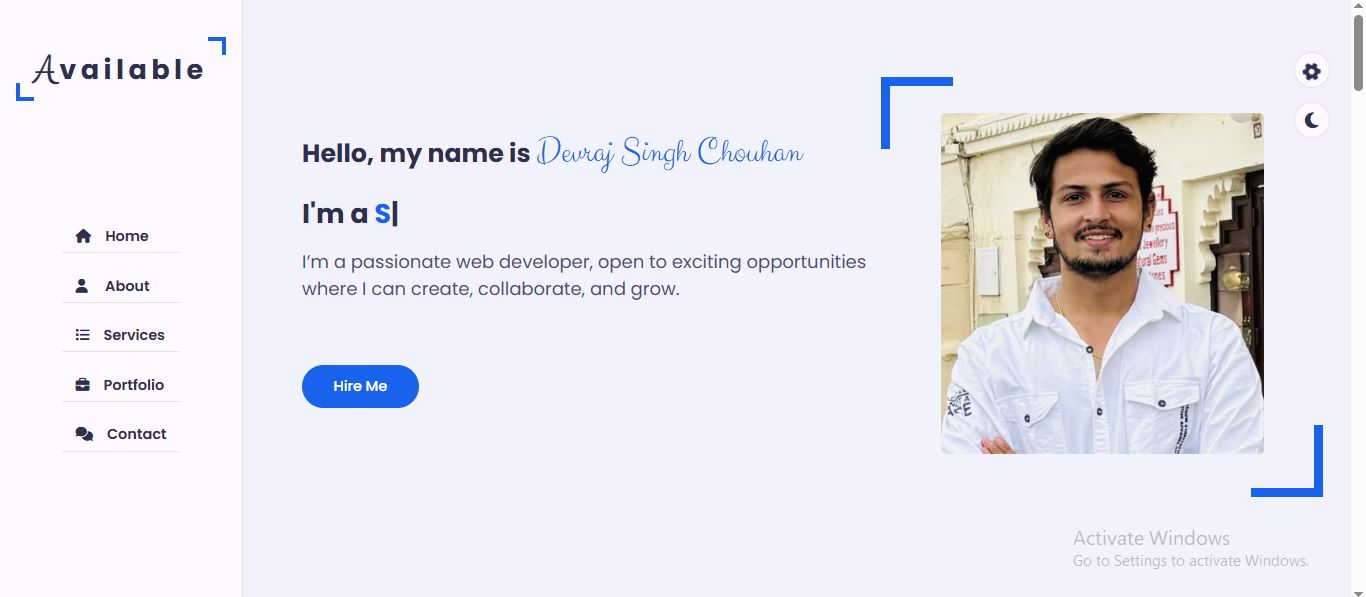 Available
Home
About
Services
Portfolio
Contact
Hello, my name is Devraj Singh Chouhan
I'm a S|
I'm a passionate web developer, open to exciting opportunities
where I can create, collaborate, and grow.
Hire Me
precious
Jewellery
Gems
Activate Windows
Go to Settings to activate Windows.